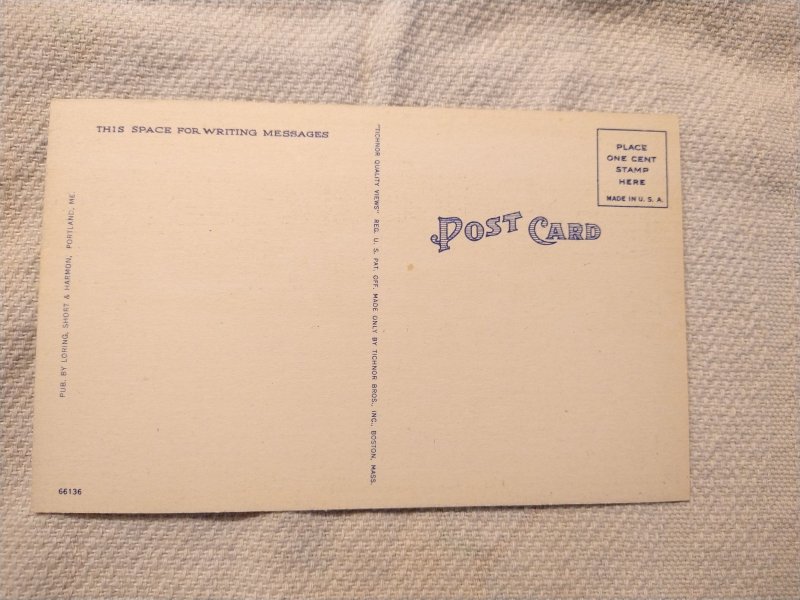 THIS SPACE FOR WRITING MESSAGES
PUB. BY LORING, SHORT & HARMON, PORTLAND, ME
66136
"TICHNOR QUALITY VIEWS" REG. U. S. PAT. OFF. MADE ONLY BY TICHNOR BROS., INC., BOSTON, MASS.
POST CARD
PLACE
ONE CENT
STAMP
HERE
MADE IN U. S. A.